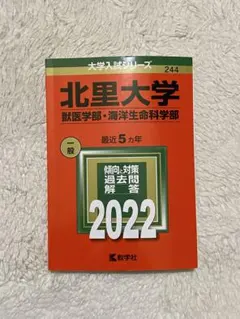 大学入試シリーズ
244
北里大学
獣医学部・海洋生命科学部
最近5カ年
一般
傾向と対策
過去問
解答
2022
教学社